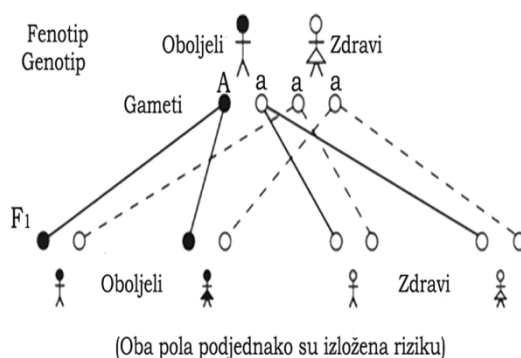 Fenotip
Oboljeli Zdravi
Genotip
A a a a
Gameti
F1
Oboljeli Zdravi
(Oba pola podjednako su izložena riziku)